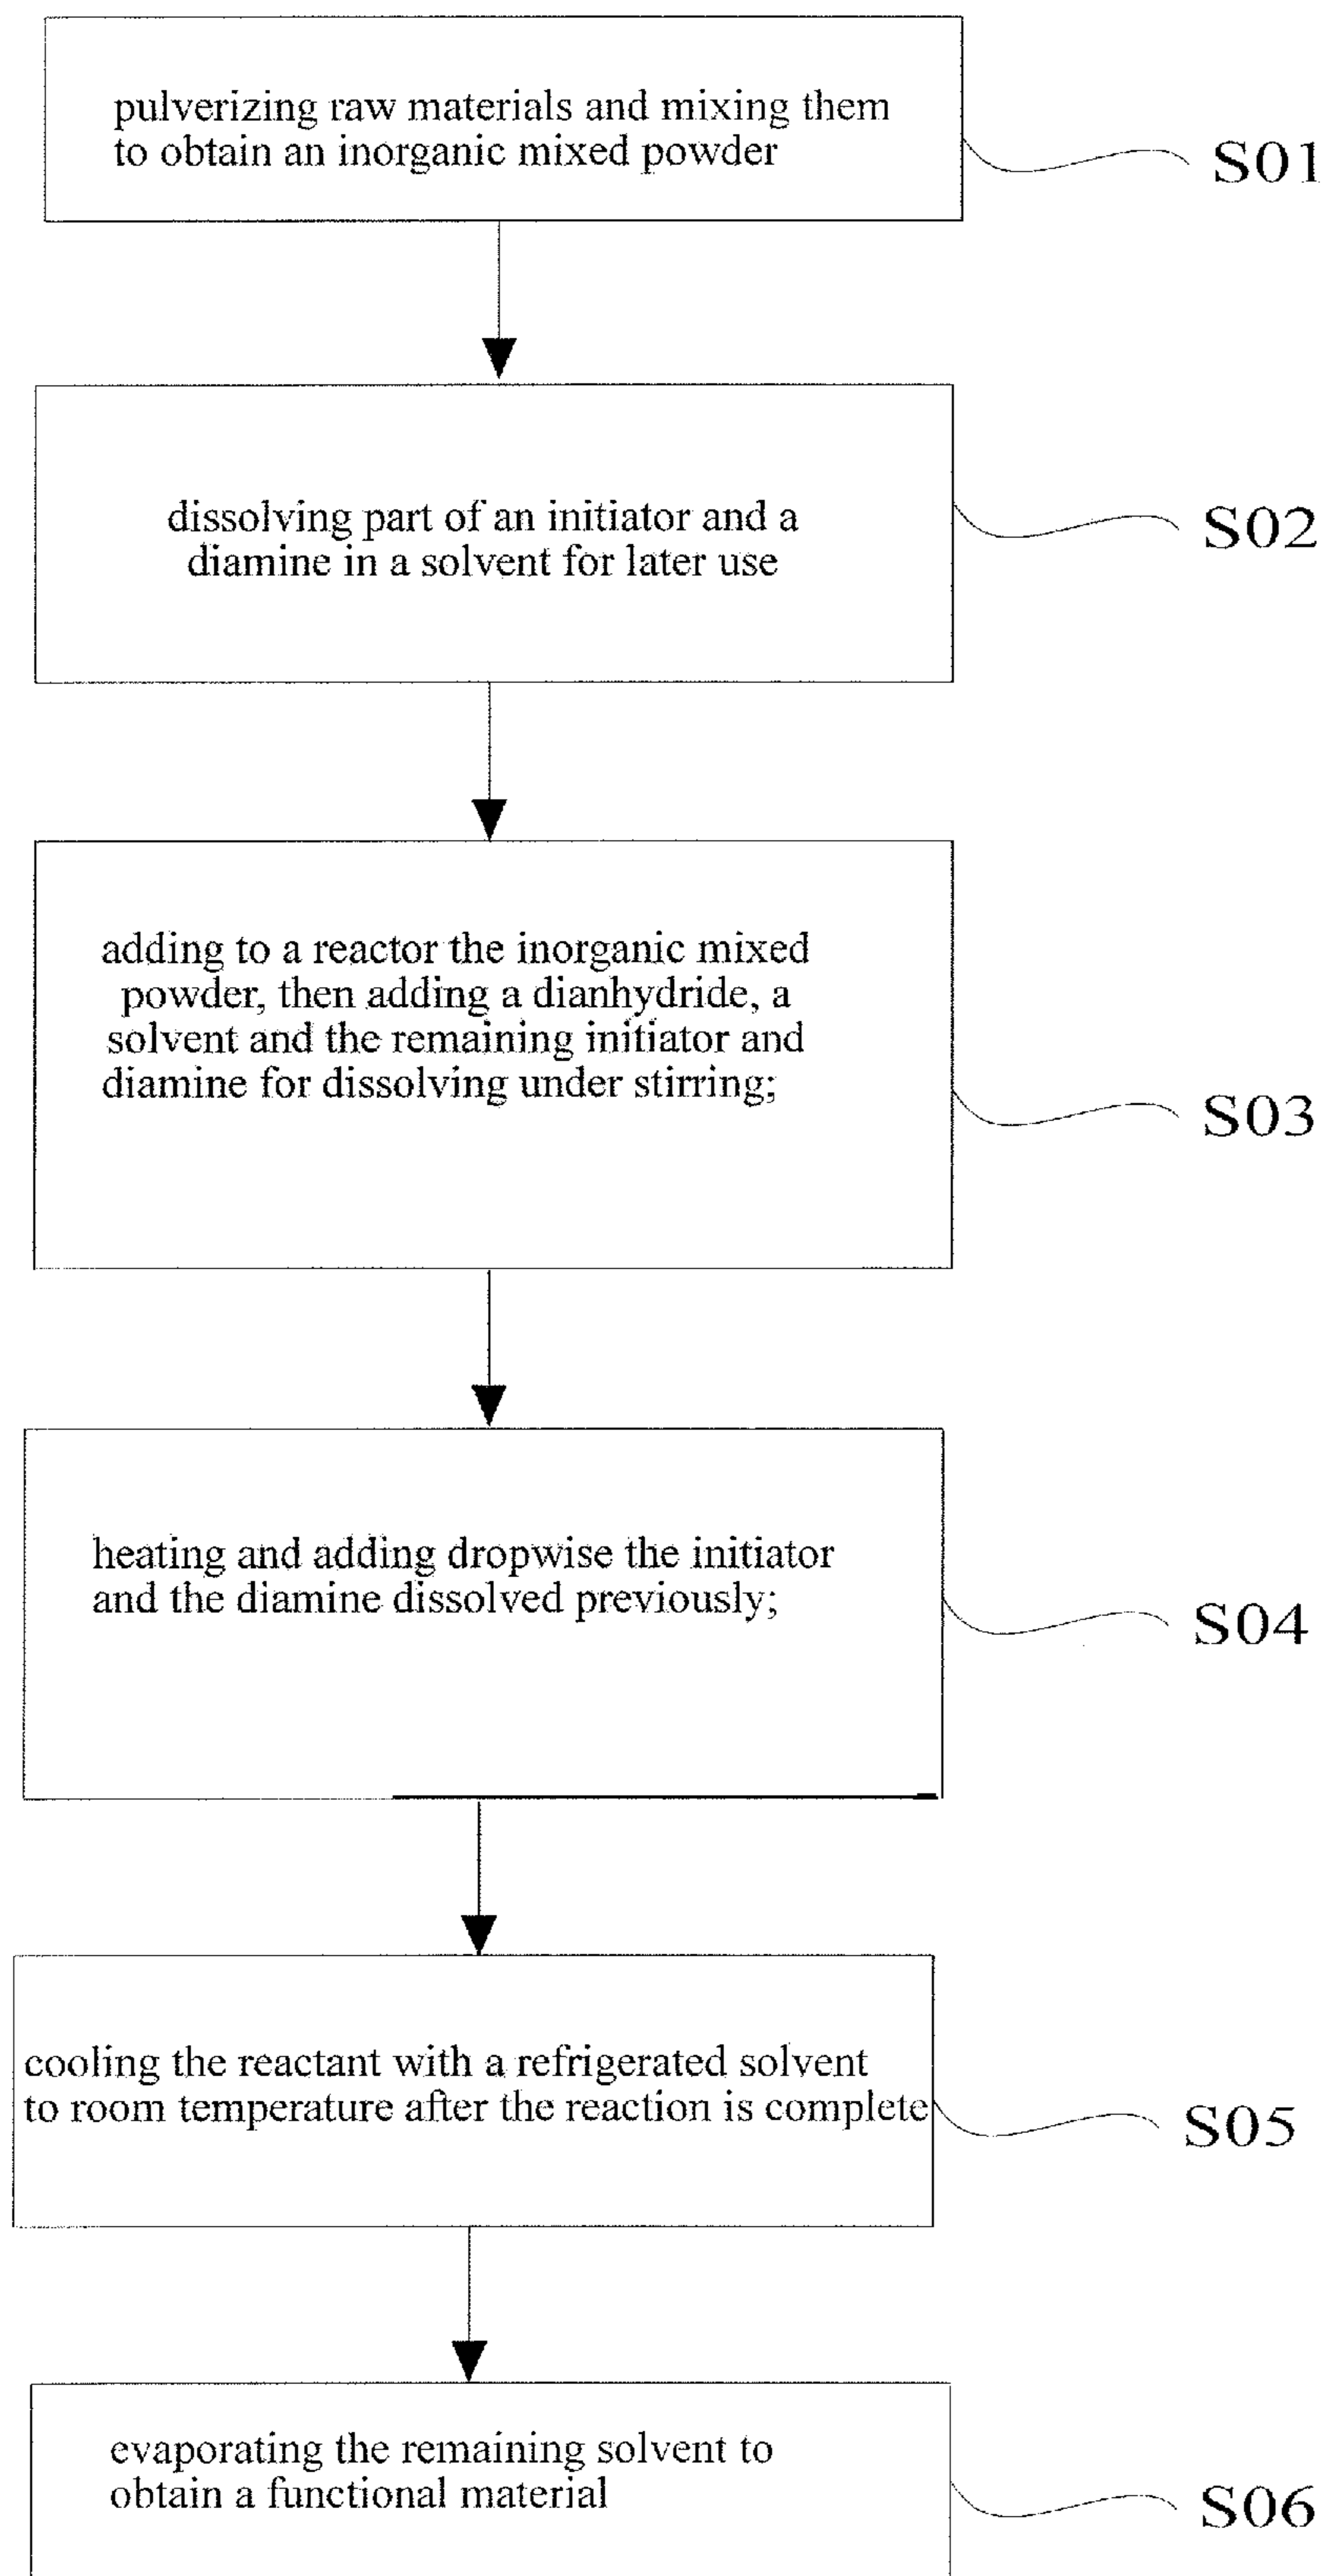 pulverizing raw materials and mixing them
to obtain an inorganic mixed powder
S01
dissolving part of an initiator and a
diamine in a solvent for later use
S02
adding to a reactor the inorganic mixed
powder, then adding a dianhydride, a
solvent and the remaining initiator and
diamine for dissolving under stirring;
S03
heating and adding dropwise the initiator
and the diamine dissolved previously;
S04
cooling the reactant with a refrigerated solvent
to room temperature after the reaction is complete
S05
evaporating the remaining solvent to
obtain a functional material
S06